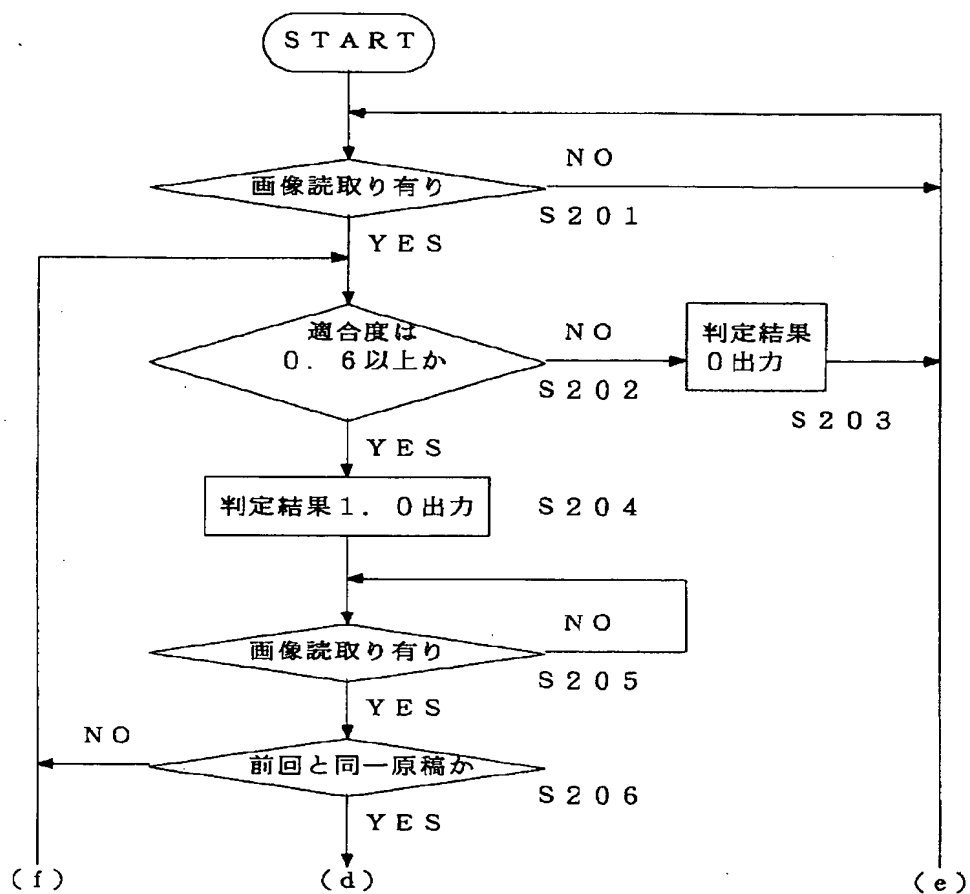 START
NO
画像読取り有り
S201
YES
適合度は
0.6以上か
NO
S202
判定結果
0出力
S203
YES
判定結果1.0出力
S204
NO
画像読取り有り
S205
YES
NO
前回と同一原稿か
S206
YES
(f)
(d)
(e)